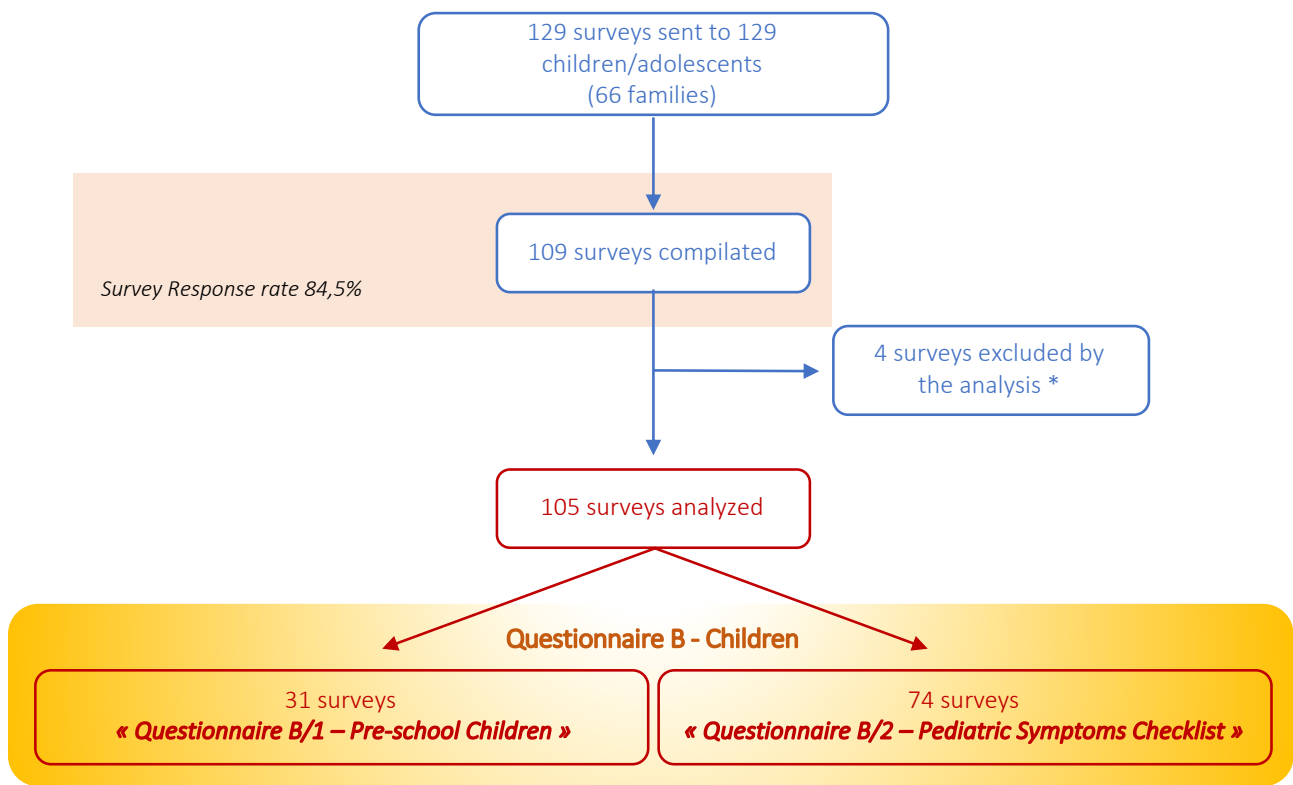 129 surveys sent to 129
children/adolescents
(66 families)
109 surveys compilated
Survey Response rate 84,5%
4 surveys excluded by
the analysis *
105 surveys analyzed
Questionnaire B - Children
31 surveys
« Questionnaire B/1 – Pre-school Children »
74 surveys
« Questionnaire B/2 – Pediatric Symptoms Checklist »